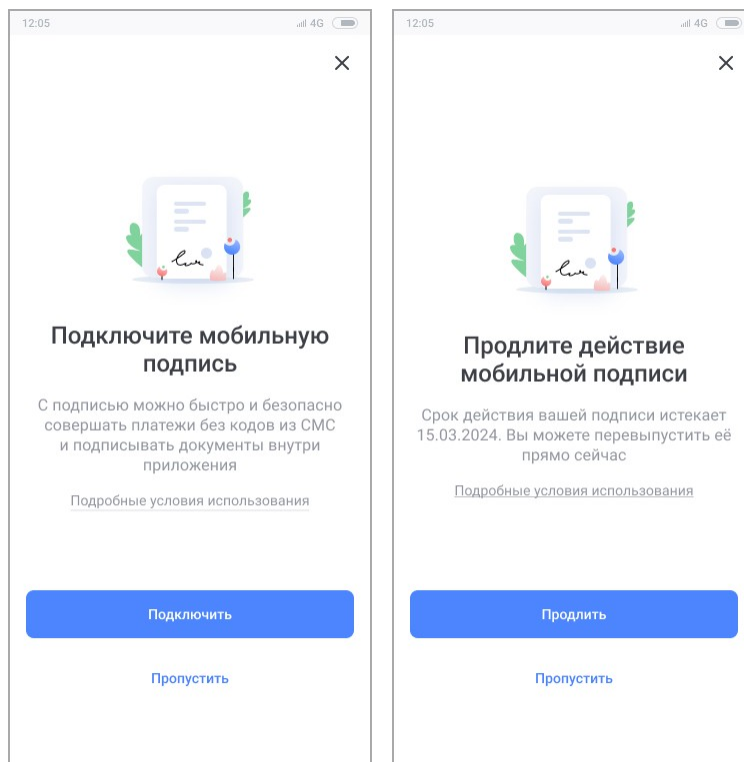 12:05
4G
Подключите мобильную
подпись
С подписью можно быстро и безопасно
совершать платежи без кодов из СМС
и подписывать документы внутри
приложения
Подробные условия использования
Подключить
Пропустить
12:05
4G
Продлите действие
мобильной подписи
Срок действия вашей подписи истекает
15.03.2024. Вы можете перевыпустить её
прямо сейчас
Подробные условия использования
Продлить
Пропустить